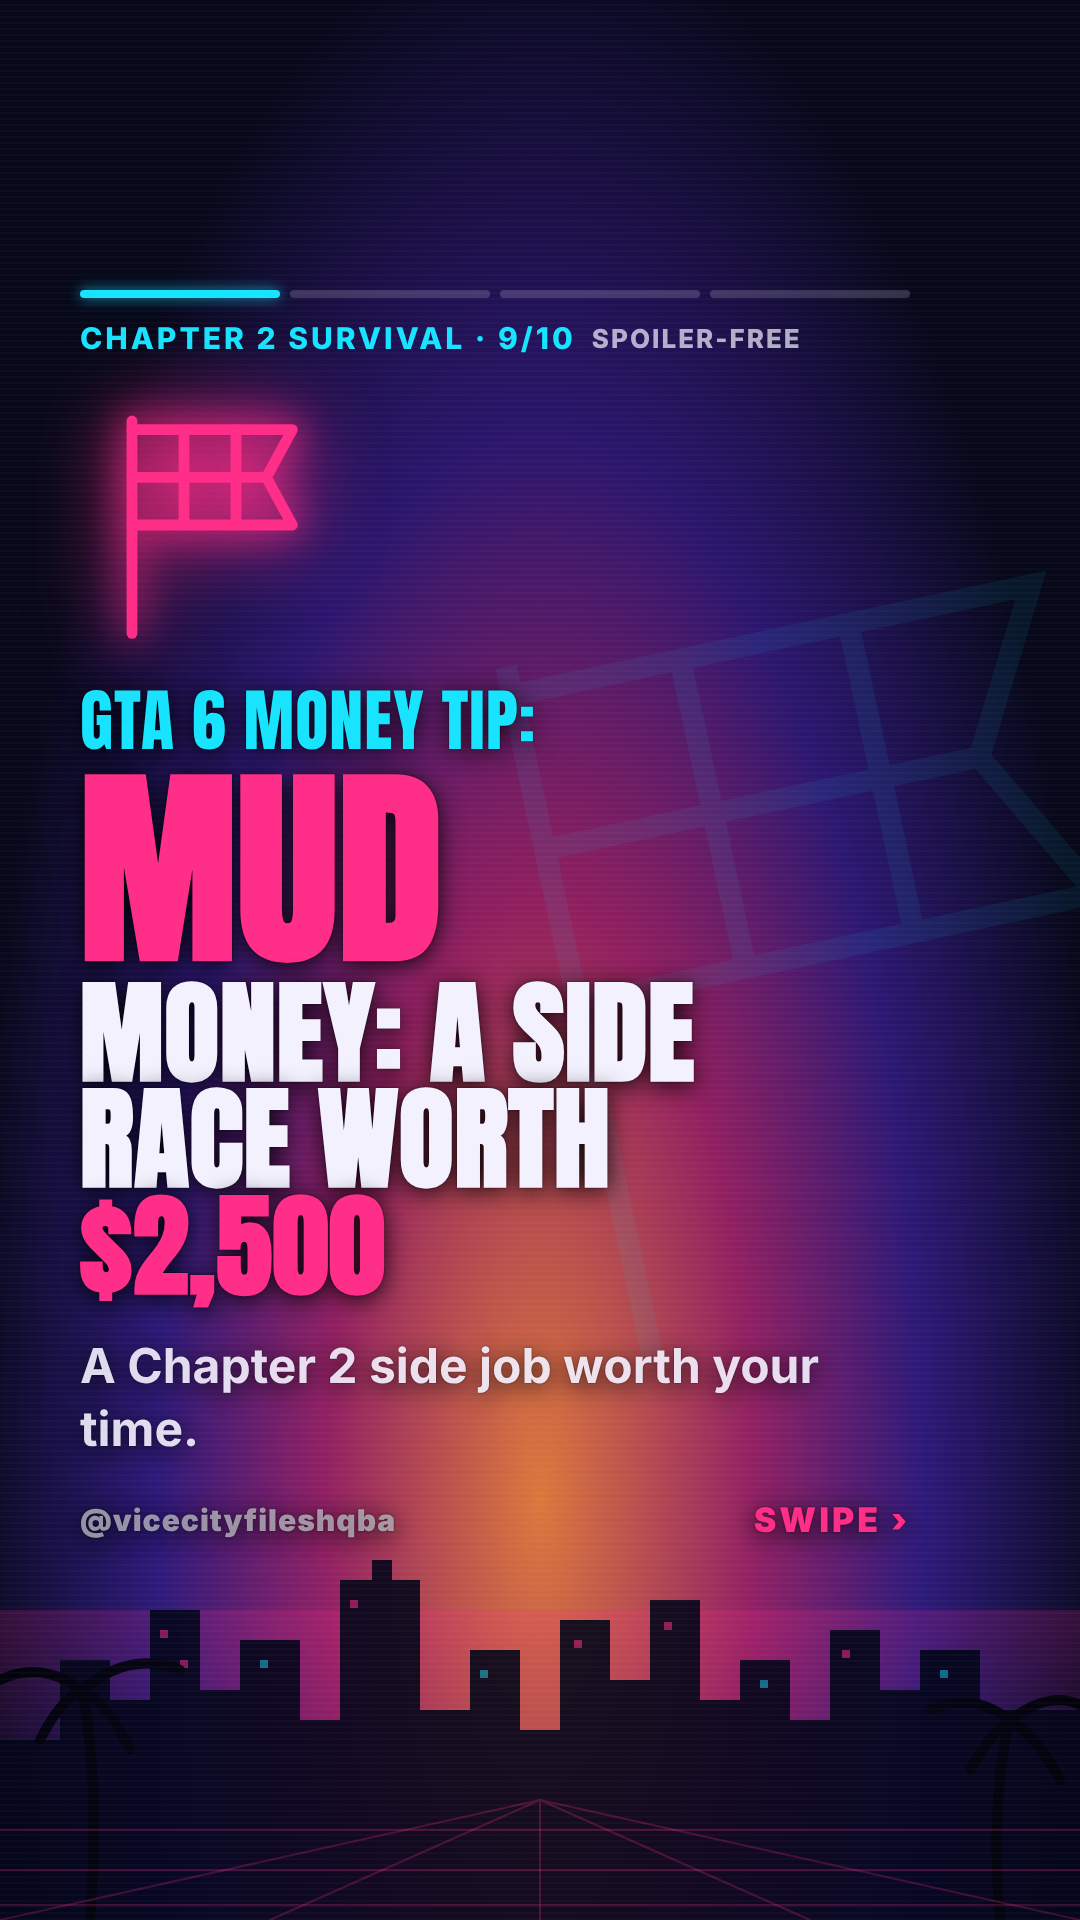 CHAPTER 2 SURVIVAL · 9/10 SPOILER-FREE
GTA 6 MONEY TIP:
MUD
MONEY: A SIDE
RACE WORTH
$2,500
A Chapter 2 side job worth your
time.
@vicecityfileshqba
SWIPE ›